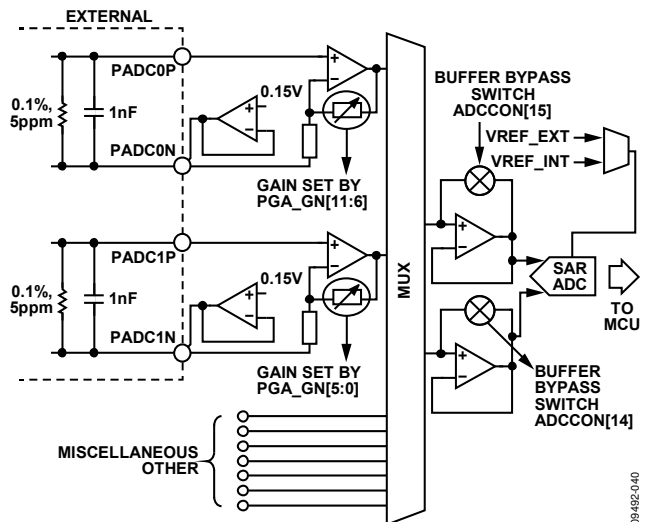 EXTERNAL
PADC0P
0.1%,
5ppm
1nF
0.15V
PADC0N
GAIN SET BY
PGA_GN[11:6]
PADC1P
0.1%,
5ppm
1nF
0.15V
PADC1N
GAIN SET BY
PGA_GN[5:0]
MISCELLANEOUS
OTHER
MUX
BUFFER BYPASS
SWITCH
ADCCON[15]
VREF_EXT
VREF_INT
SAR
ADC
TO
MCU
BUFFER
BYPASS
SWITCH
ADCCON[14]
09492-040